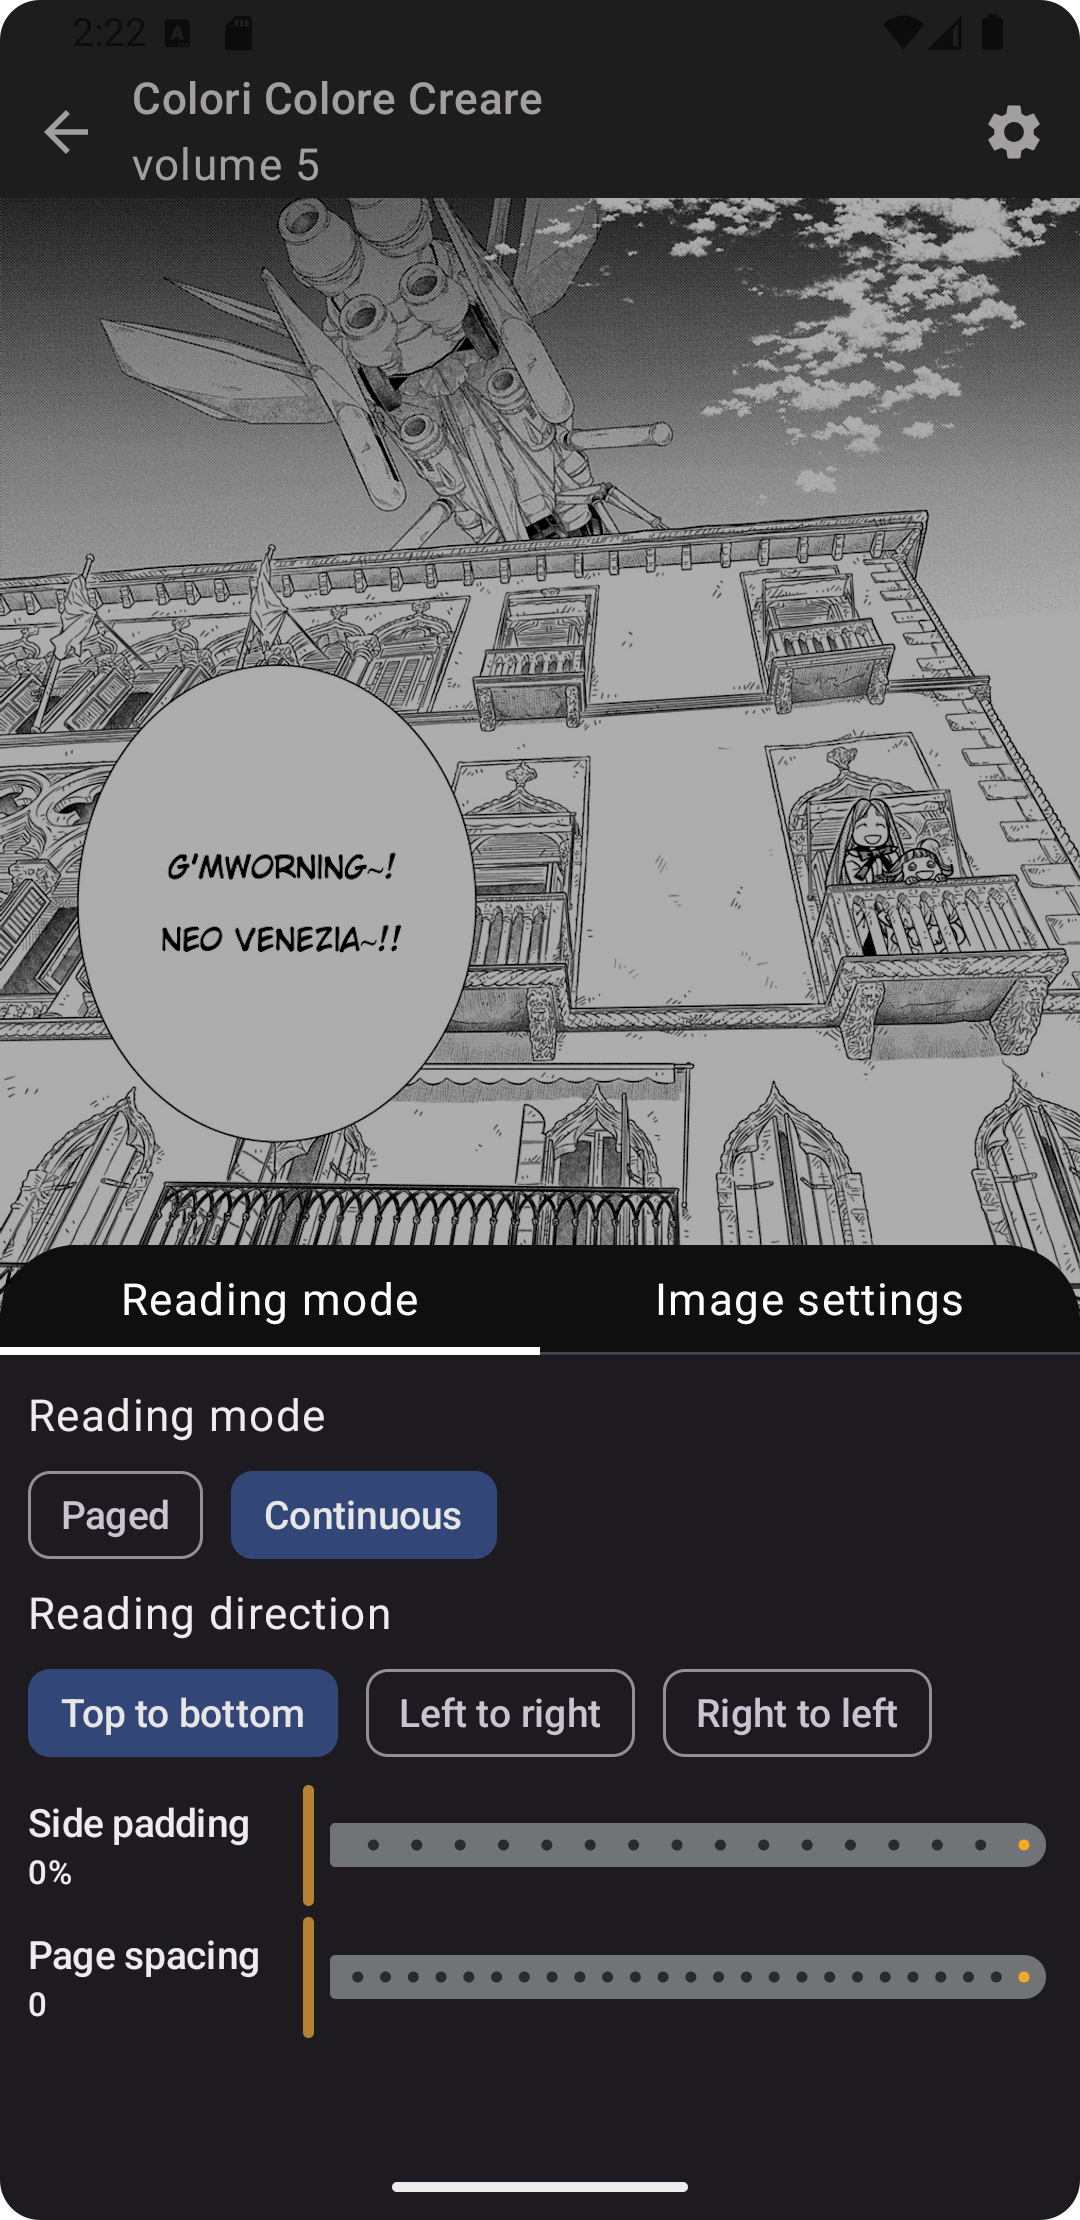 2:22
Colori Colore Creare
volume 5
G'MWORNING~!
NEO VENEZIA~!!
Reading mode
Image settings
Reading mode
Paged
Continuous
Reading direction
Top to bottom
Left to right
Right to left
Side padding
0%
Page spacing
0